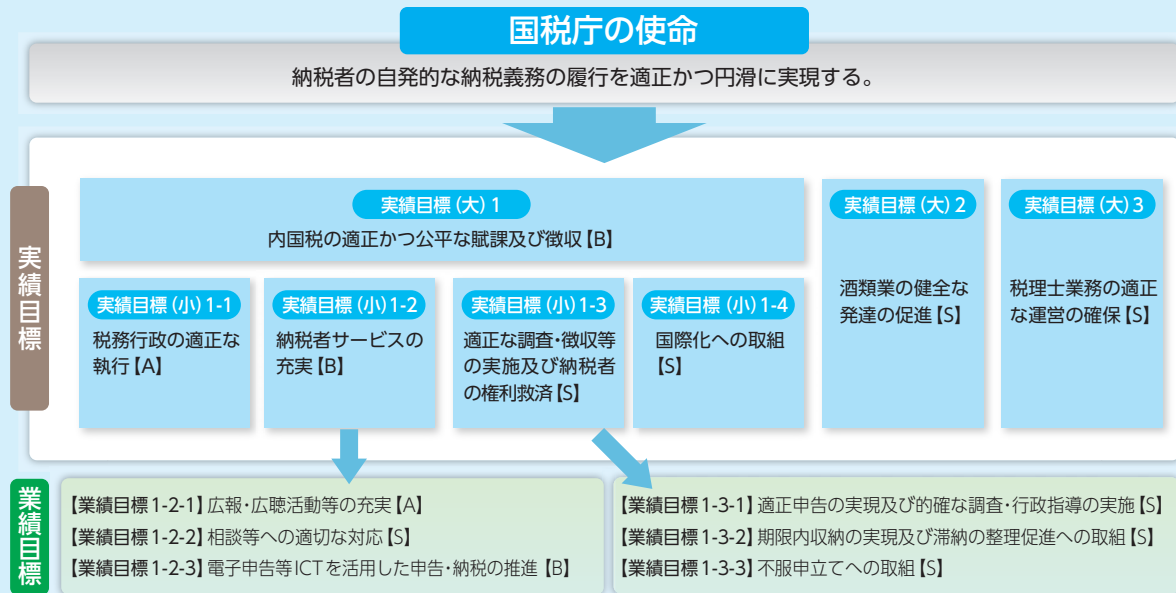 国税庁の使命
納税者の自発的な納税義務の履行を適正かつ円滑に実現する。
実績目標
実績目標(大)1
内国税の適正かつ公平な賦課及び徴収【B】
実績目標(小)1-1
税務行政の適正な
執行【A】
実績目標(小)1-2
納税者サービスの
充実【B】
実績目標(小)1-3
適正な調査・徴収等
の実施及び納税者
の権利救済【S】
実績目標(小)1-4
国際化への取組
【S】
実績目標(大)2
酒類業の健全な
発達の促進【S】
実績目標(大)3
税理士業務の適正
な運営の確保【S】
業績目標
【業績目標1-2-1】広報・広聴活動等の充実【A】
【業績目標1-2-2】相談等への適切な対応【S】
【業績目標1-2-3】電子申告等ICTを活用した申告・納税の推進【B】
【業績目標1-3-1】適正申告の実現及び的確な調査・行政指導の実施【S】
【業績目標1-3-2】期限内収納の実現及び滞納の整理促進への取組【S】
【業績目標1-3-3】不服申立てへの取組【S】